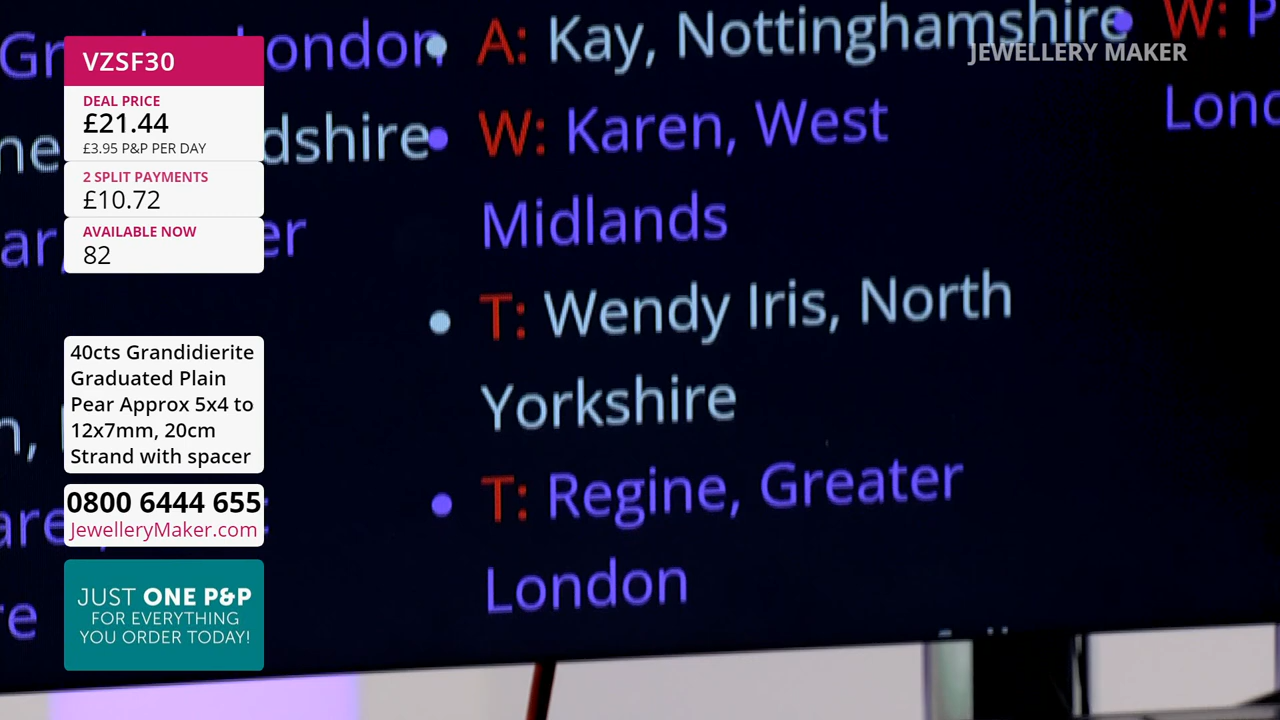 VZSF30
DEAL PRICE
£21.44
£3.95 P&P PER DAY
2 SPLIT PAYMENTS
£10.72
AVAILABLE NOW
82
40cts Grandidierite
Graduated Plain
Pear Approx 5x4 to
12x7mm, 20cm
Strand with spacer
0800 6444 655
JewelleryMaker.com
JUST ONE P&P
FOR EVERYTHING
YOU ORDER TODAY!
JEWELLERY MAKER
London
• A: Kay, Nottinghamshire
• W: Karen, West
Midlands
• T: Wendy Iris, North
Yorkshire
• T: Regine, Greater
London
• W: